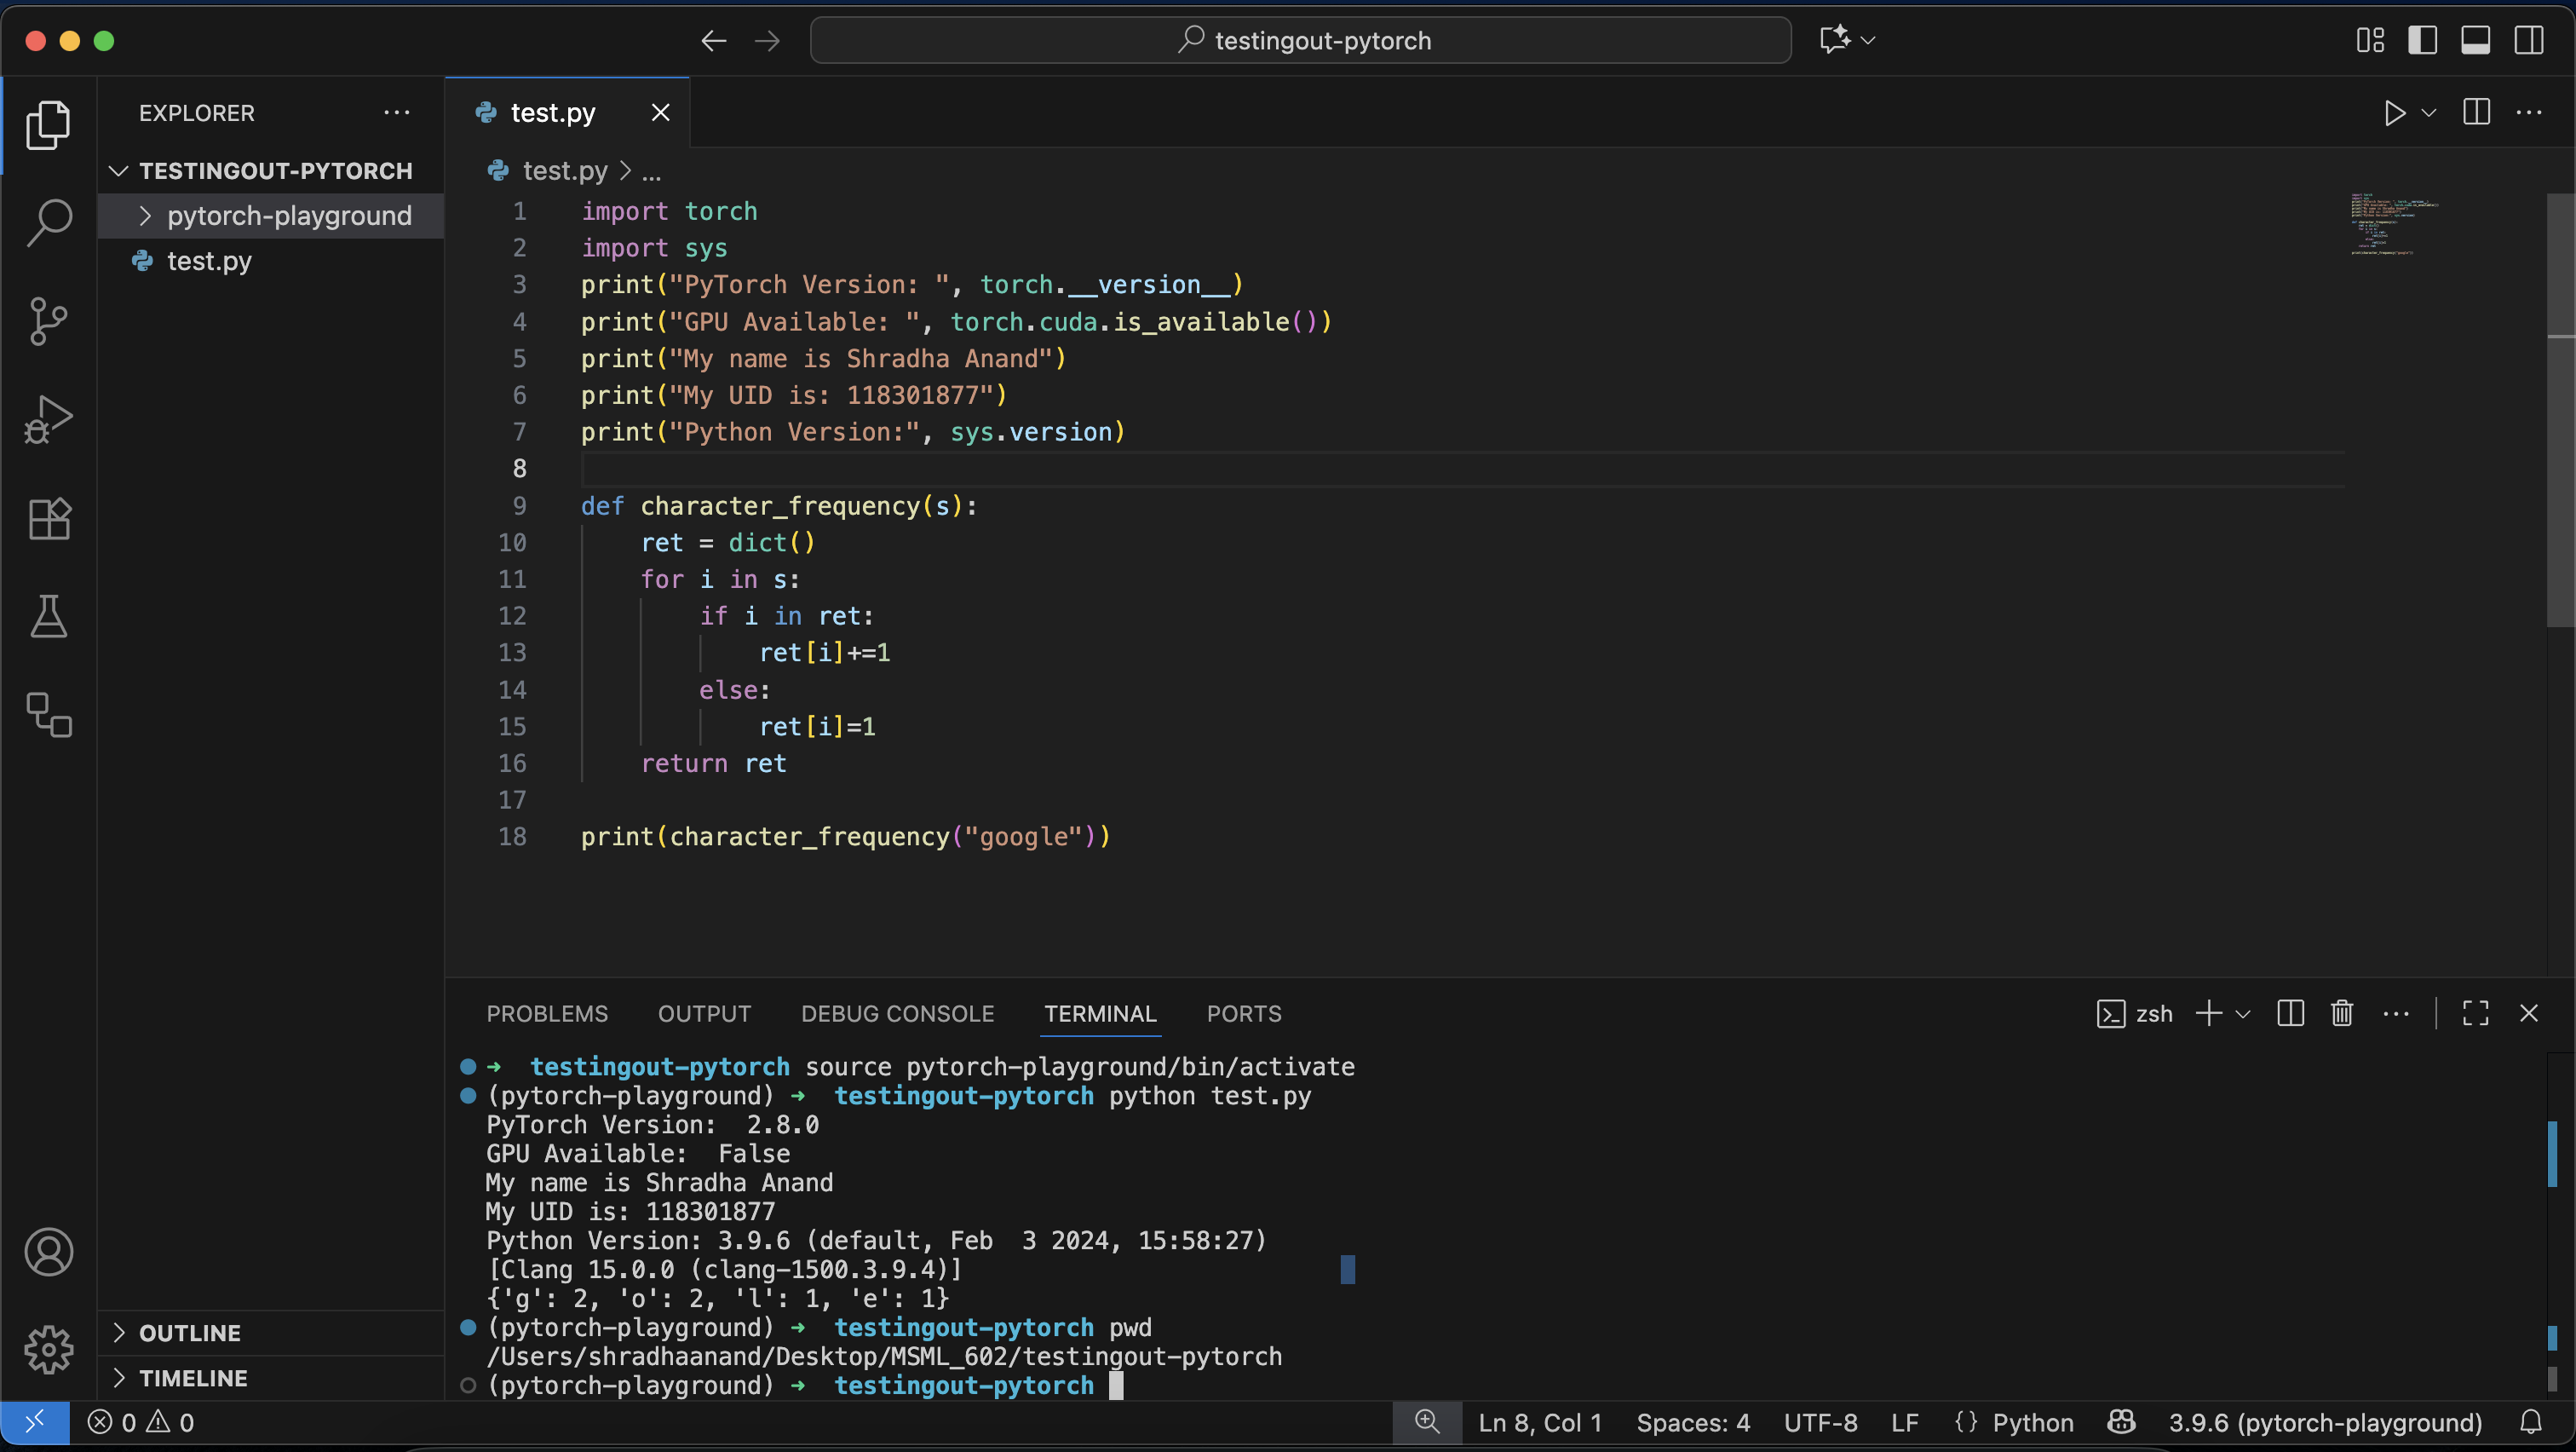 testingout-pytorch
EXPLORER
TESTINGOUT-PYTORCH
pytorch-playground
test.py
test.py
test.py > ...
1 import torch
2 import sys
3 print("PyTorch Version: ", torch.__version__)
4 print("GPU Available: ", torch.cuda.is_available())
5 print("My name is Shradha Anand")
6 print("My UID is: 118301877")
7 print("Python Version:", sys.version)
8
9 def character_frequency(s):
10     ret = dict()
11     for i in s:
12         if i in ret:
13             ret[i]+=1
14         else:
15             ret[i]=1
16     return ret
17
18 print(character_frequency("google"))
PROBLEMS OUTPUT DEBUG CONSOLE TERMINAL PORTS
zsh
➜  testingout-pytorch source pytorch-playground/bin/activate
(pytorch-playground) ➜  testingout-pytorch python test.py
PyTorch Version:  2.8.0
GPU Available:  False
My name is Shradha Anand
My UID is: 118301877
Python Version: 3.9.6 (default, Feb  3 2024, 15:58:27)
[Clang 15.0.0 (clang-1500.3.9.4)]
{'g': 2, 'o': 2, 'l': 1, 'e': 1}
(pytorch-playground) ➜  testingout-pytorch pwd
/Users/shradhaanand/Desktop/MSML_602/testingout-pytorch
(pytorch-playground) ➜  testingout-pytorch
OUTLINE
TIMELINE
0 0 Ln 8, Col 1 Spaces: 4 UTF-8 LF {} Python 3.9.6 (pytorch-playground)